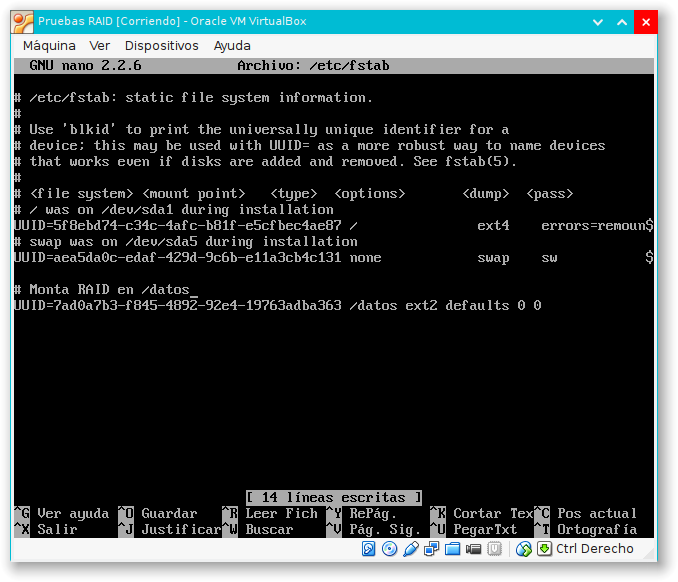 Pruebas RAID [Corriendo] - Oracle VM VirtualBox
Máquina Ver Dispositivos Ayuda
GNU nano 2.2.6 Archivo: /etc/fstab
# /etc/fstab: static file system information.
#
# Use 'blkid' to print the universally unique identifier for a
# device; this may be used with UUID= as a more robust way to name devices
# that works even if disks are added and removed. See fstab(5).
#
# <file system> <mount point> <type> <options> <dump> <pass>
# / was on /dev/sda1 during installation
UUID=5f8ebd74-c34c-4afc-b81f-e5cfbec4ae87 / ext4 errors=remoun$
# swap was on /dev/sda5 during installation
UUID=aea5da0c-edaf-429d-9c6b-e11a3cb4c131 none swap sw $
# Monta RAID en /datos
UUID=7ad0a7b3-f845-4892-92e4-19763adba363 /datos ext2 defaults 0 0
[ 14 líneas escritas ]
^G Ver ayuda ^O Guardar ^R Leer Fich ^Y RePág. ^K Cortar Tex ^C Pos actual
^X Salir ^J Justificar ^W Buscar ^V Pág. Sig. ^U PegarTxt ^T Ortografía
Ctrl Derecho